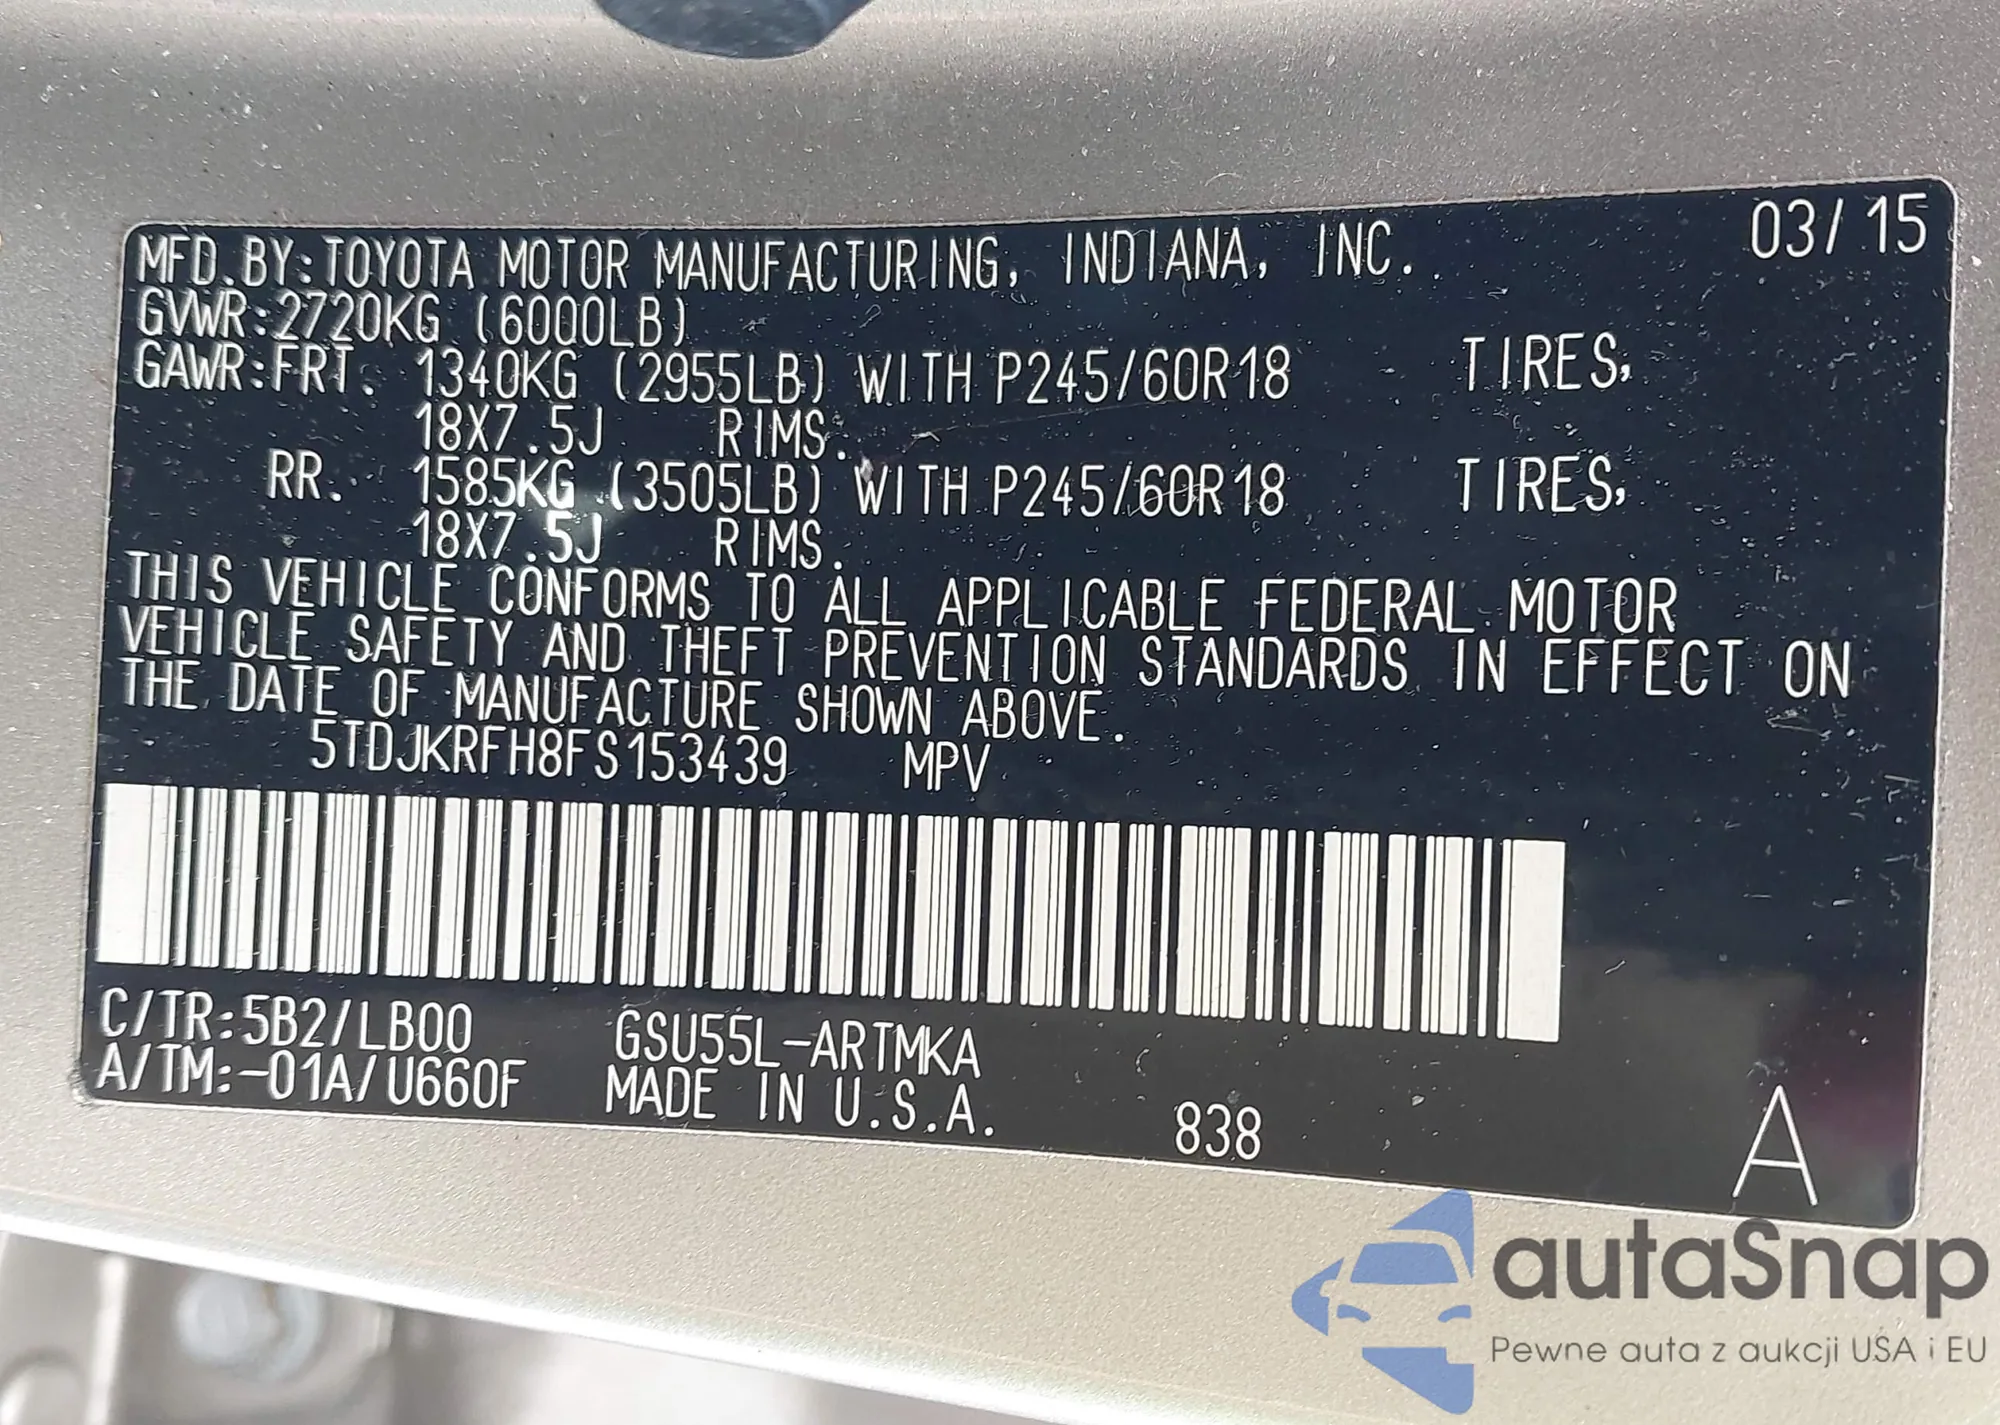 03/15
MFD.BY:TOYOTA MOTOR MANUFACTURING, INDIANA, INC.
GVWR:2720KG (6000LB)
GAWR:FRT. 1340KG (2955LB) WITH P245/60R18 TIRES,
18X7.5J RIMS.
RR. 1585KG (3505LB) WITH P245/60R18 TIRES,
18X7.5J RIMS.
THIS VEHICLE CONFORMS TO ALL APPLICABLE FEDERAL MOTOR
VEHICLE SAFETY AND THEFT PREVENTION STANDARDS IN EFFECT ON
THE DATE OF MANUFACTURE SHOWN ABOVE.
5TDJKRFH8FS153439 MPV
C/TR:5B2/LB00 GSU55L-ARTMKA
A/TM:-01A/U660F MADE IN U.S.A. 838 A
autaSnap
Pewne auta z aukcji USA i EU